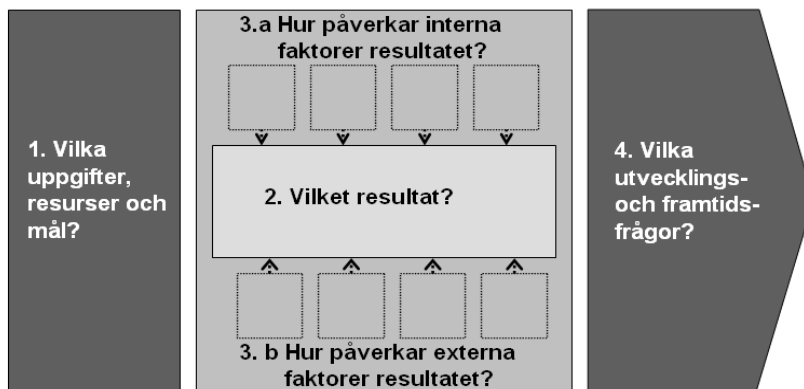 1. Vilka
uppgifter,
resurser och
mål?
3.a Hur påverkar interna
faktorer resultatet?
2. Vilket resultat?
3. b Hur påverkar externa
faktorer resultatet?
4. Vilka
utvecklings-
och framtids-
frågor?